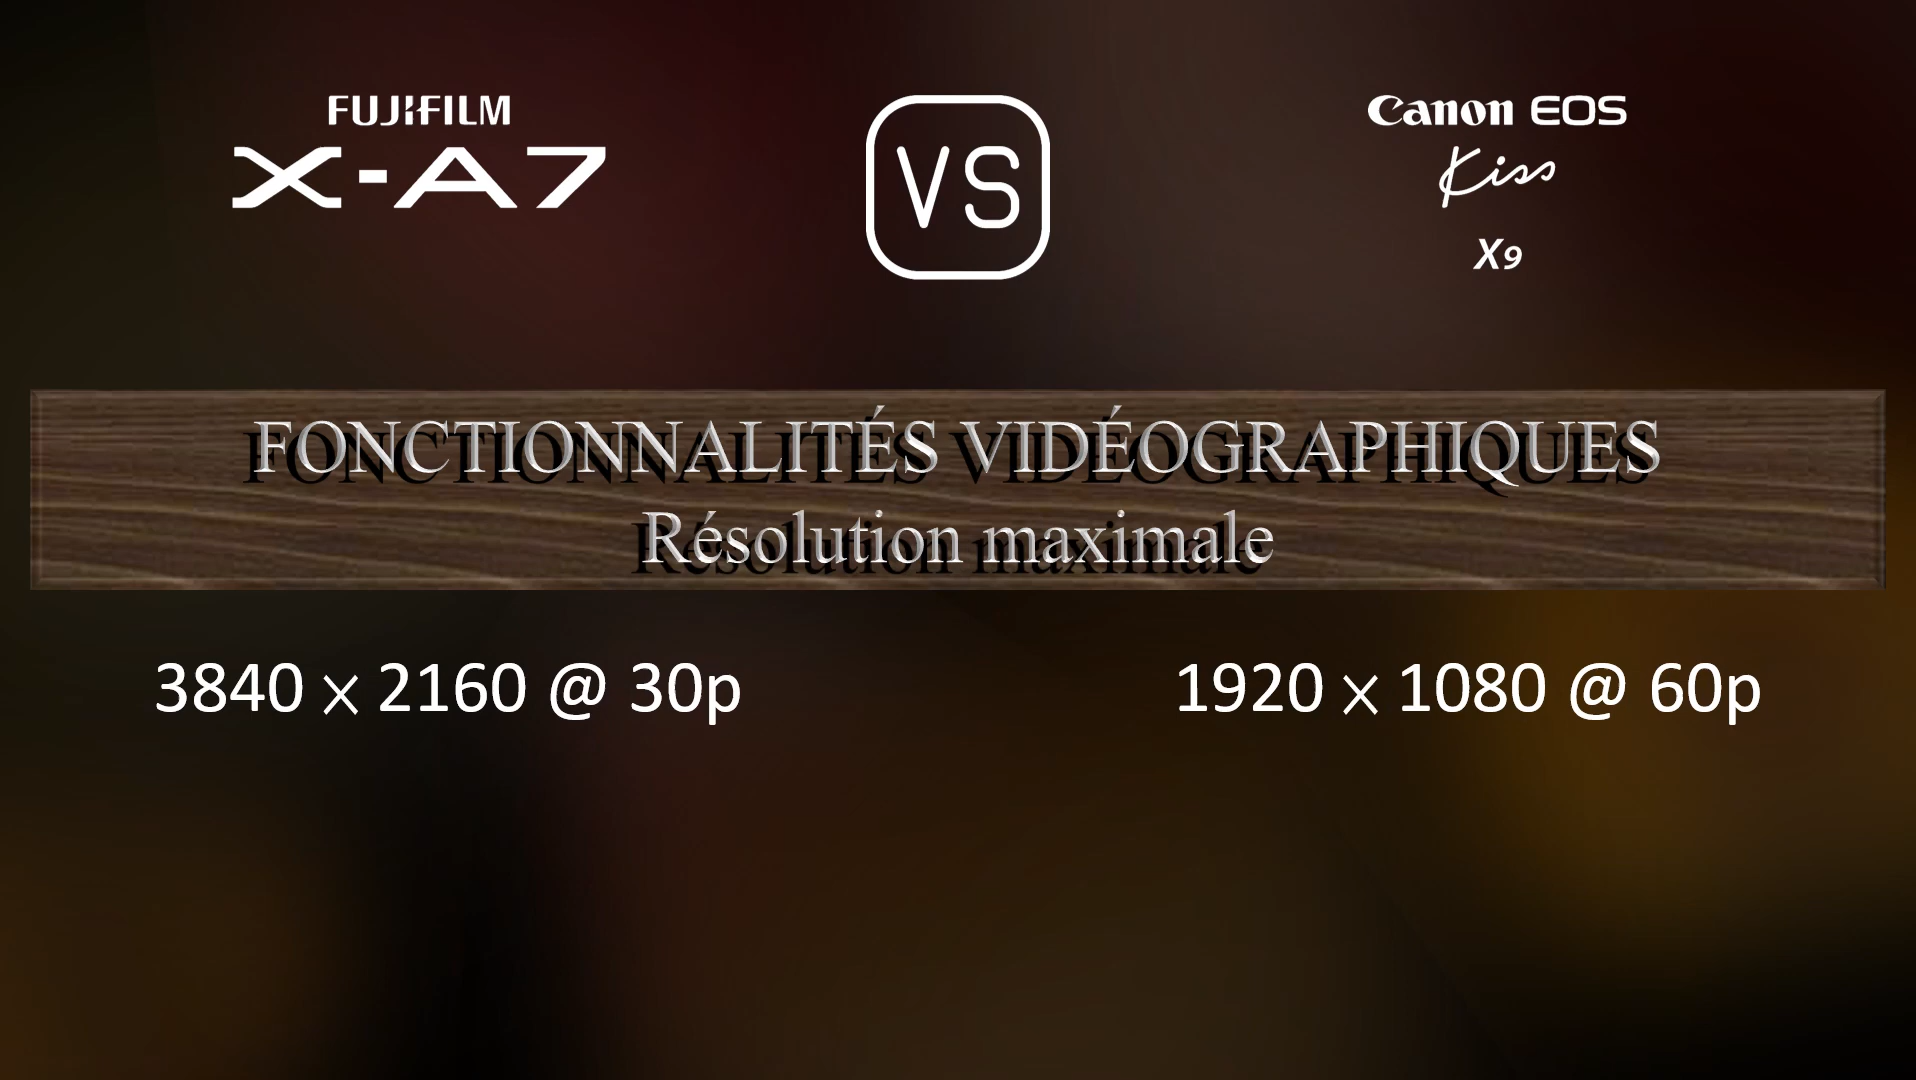 FUJIFILM
X-A7
VS
Canon EOS
Kiss
X9
FONCTIONNALITÉS VIDÉOGRAPHIQUES
Résolution maximale
3840 x 2160 @ 30p
1920 x 1080 @ 60p